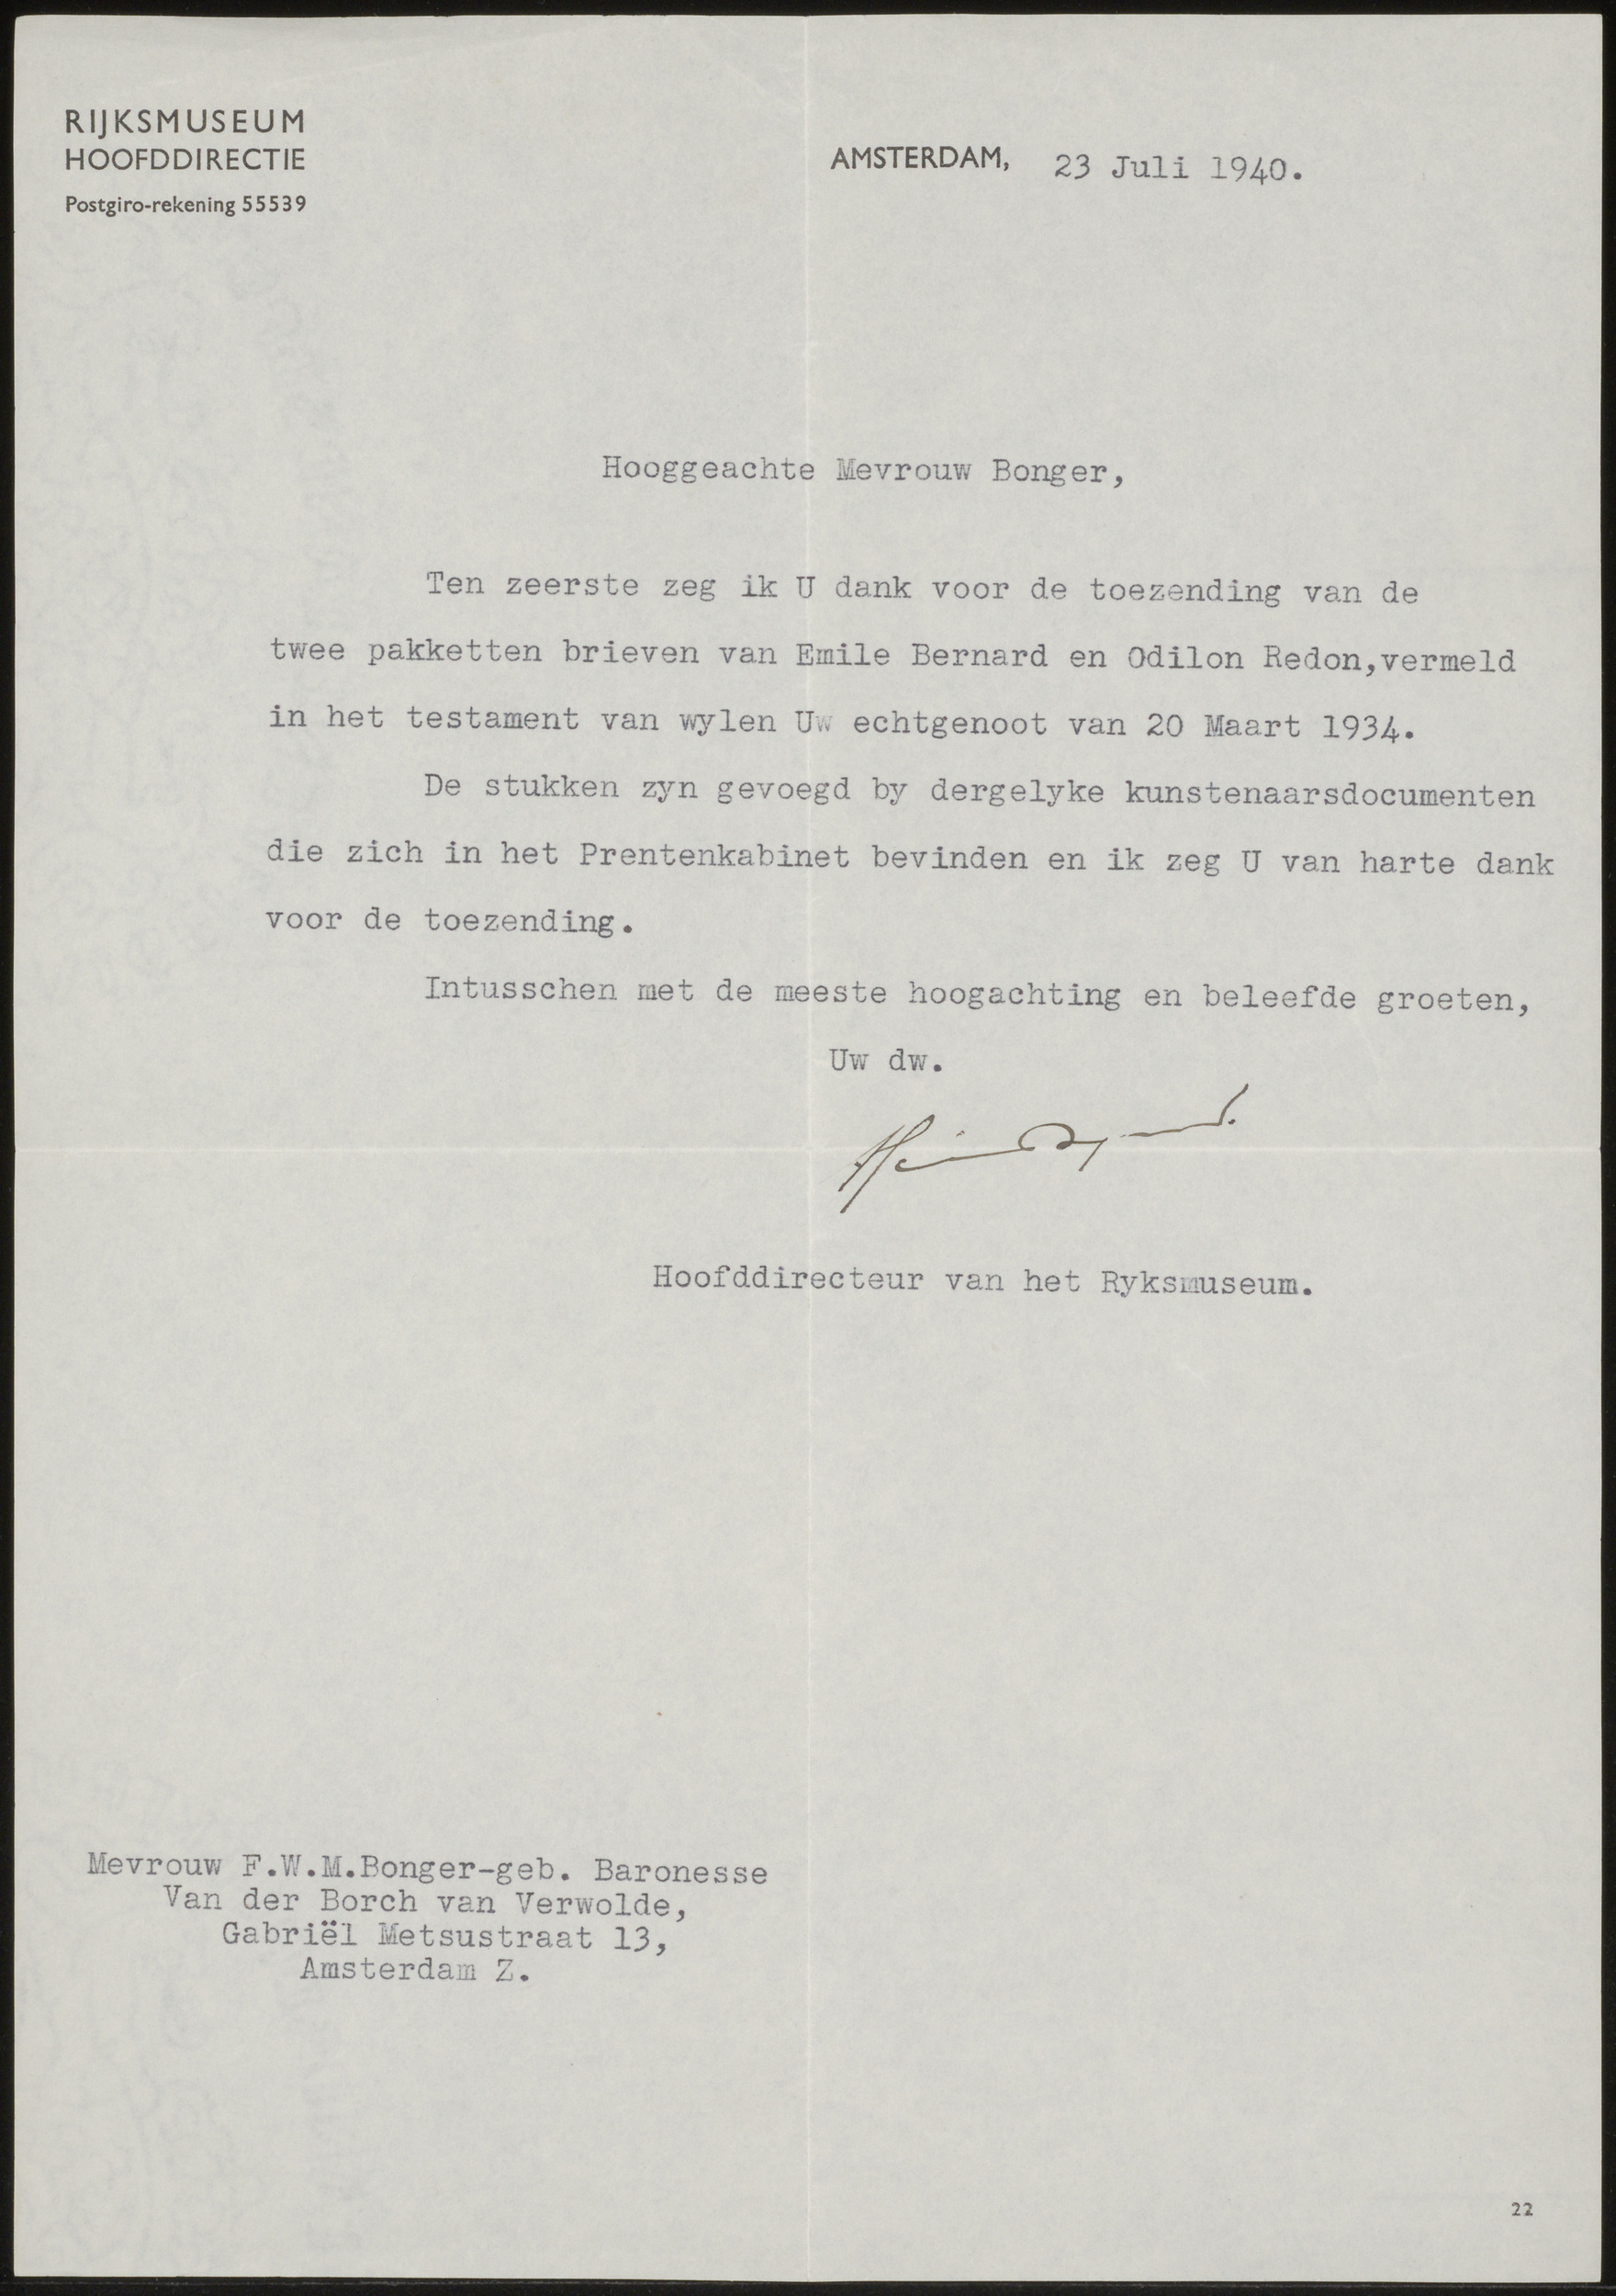 RIJKSMUSEUM
HOOFDDIRECTIE
Postgiro-rekening 55539
AMSTERDAM, 23 Juli 1940.
Hooggeachte Mevrouw Bonger,
Ten zeerste zeg ik U dank voor de toezending van de
twee pakketten brieven van Emile Bernard en Odilon Redon,vermeld
in het testament van wylen Uw echtgenoot van 20 Maart 1934.
De stukken zyn gevoegd by dergelyke kunstenaarsdocumenten
die zich in het Prentenkabinet bevinden en ik zeg U van harte dank
voor de toezending.
Intusschen met de meeste hoogachting en beleefde groeten,
Uw dw.
Hoofddirecteur van het Ryksmuseum.
Mevrouw F.W.M.Bonger-geb. Baronesse
Van der Borch van Verwolde,
Gabriël Metsustraat 13,
Amsterdam Z.
22